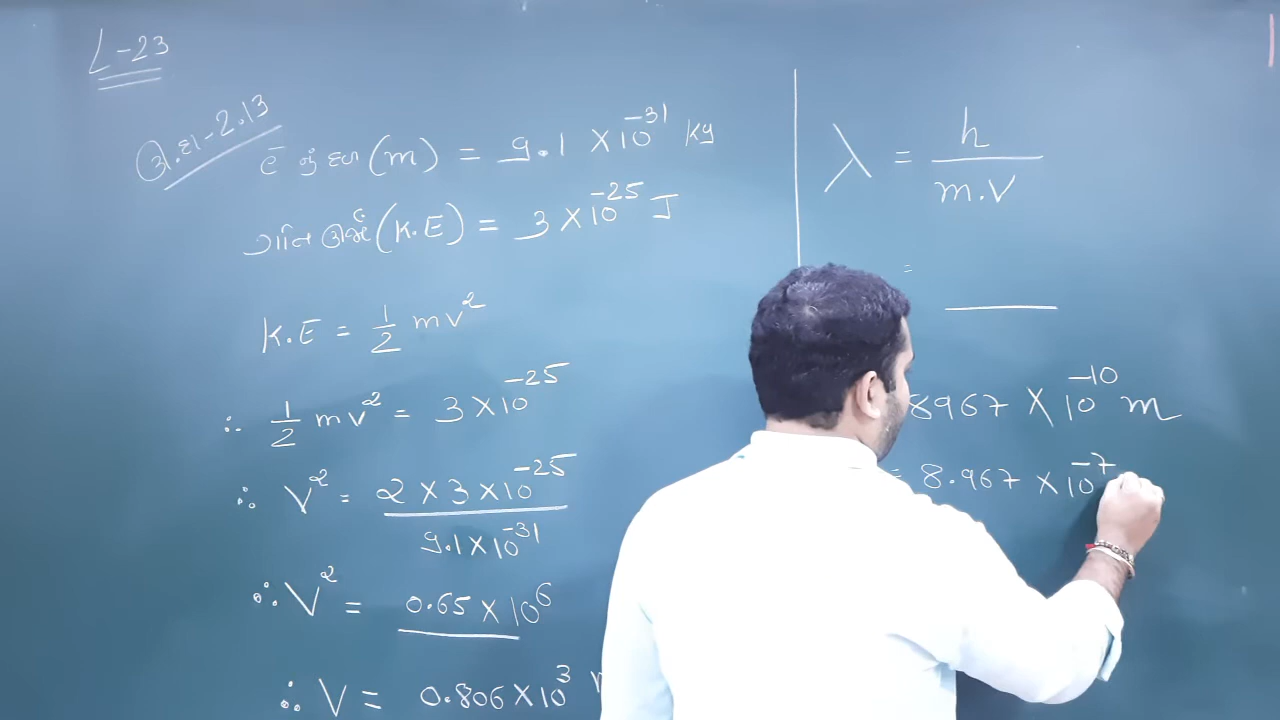 L-23
ઉ.દા-2.13
e⁻ નું દળ (m) = 9.1 × 10⁻³¹ kg
ગતિ ઊર્જા (K.E) = 3 × 10⁻²⁵ J
K.E = 1/2 mv²
∴ 1/2 mv² = 3 × 10⁻²⁵
∴ V² = 2 × 3 × 10⁻²⁵ / 9.1 × 10⁻³¹
∴ V² = 0.65 × 10⁶
∴ V = 0.806 × 10³
λ = h / m.v
=
8967 × 10⁻¹⁰ m
= 8.967 × 10⁻⁷